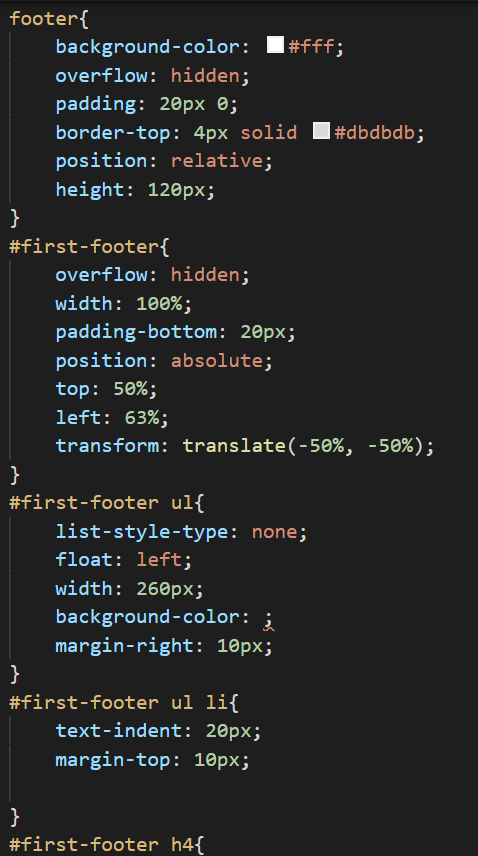 footer{
    background-color: #fff;
    overflow: hidden;
    padding: 20px 0;
    border-top: 4px solid #dbdbdb;
    position: relative;
    height: 120px;
}
#first-footer{
    overflow: hidden;
    width: 100%;
    padding-bottom: 20px;
    position: absolute;
    top: 50%;
    left: 63%;
    transform: translate(-50%, -50%);
}
#first-footer ul{
    list-style-type: none;
    float: left;
    width: 260px;
    background-color: ;
    margin-right: 10px;
}
#first-footer ul li{
    text-indent: 20px;
    margin-top: 10px;

}
#first-footer h4{